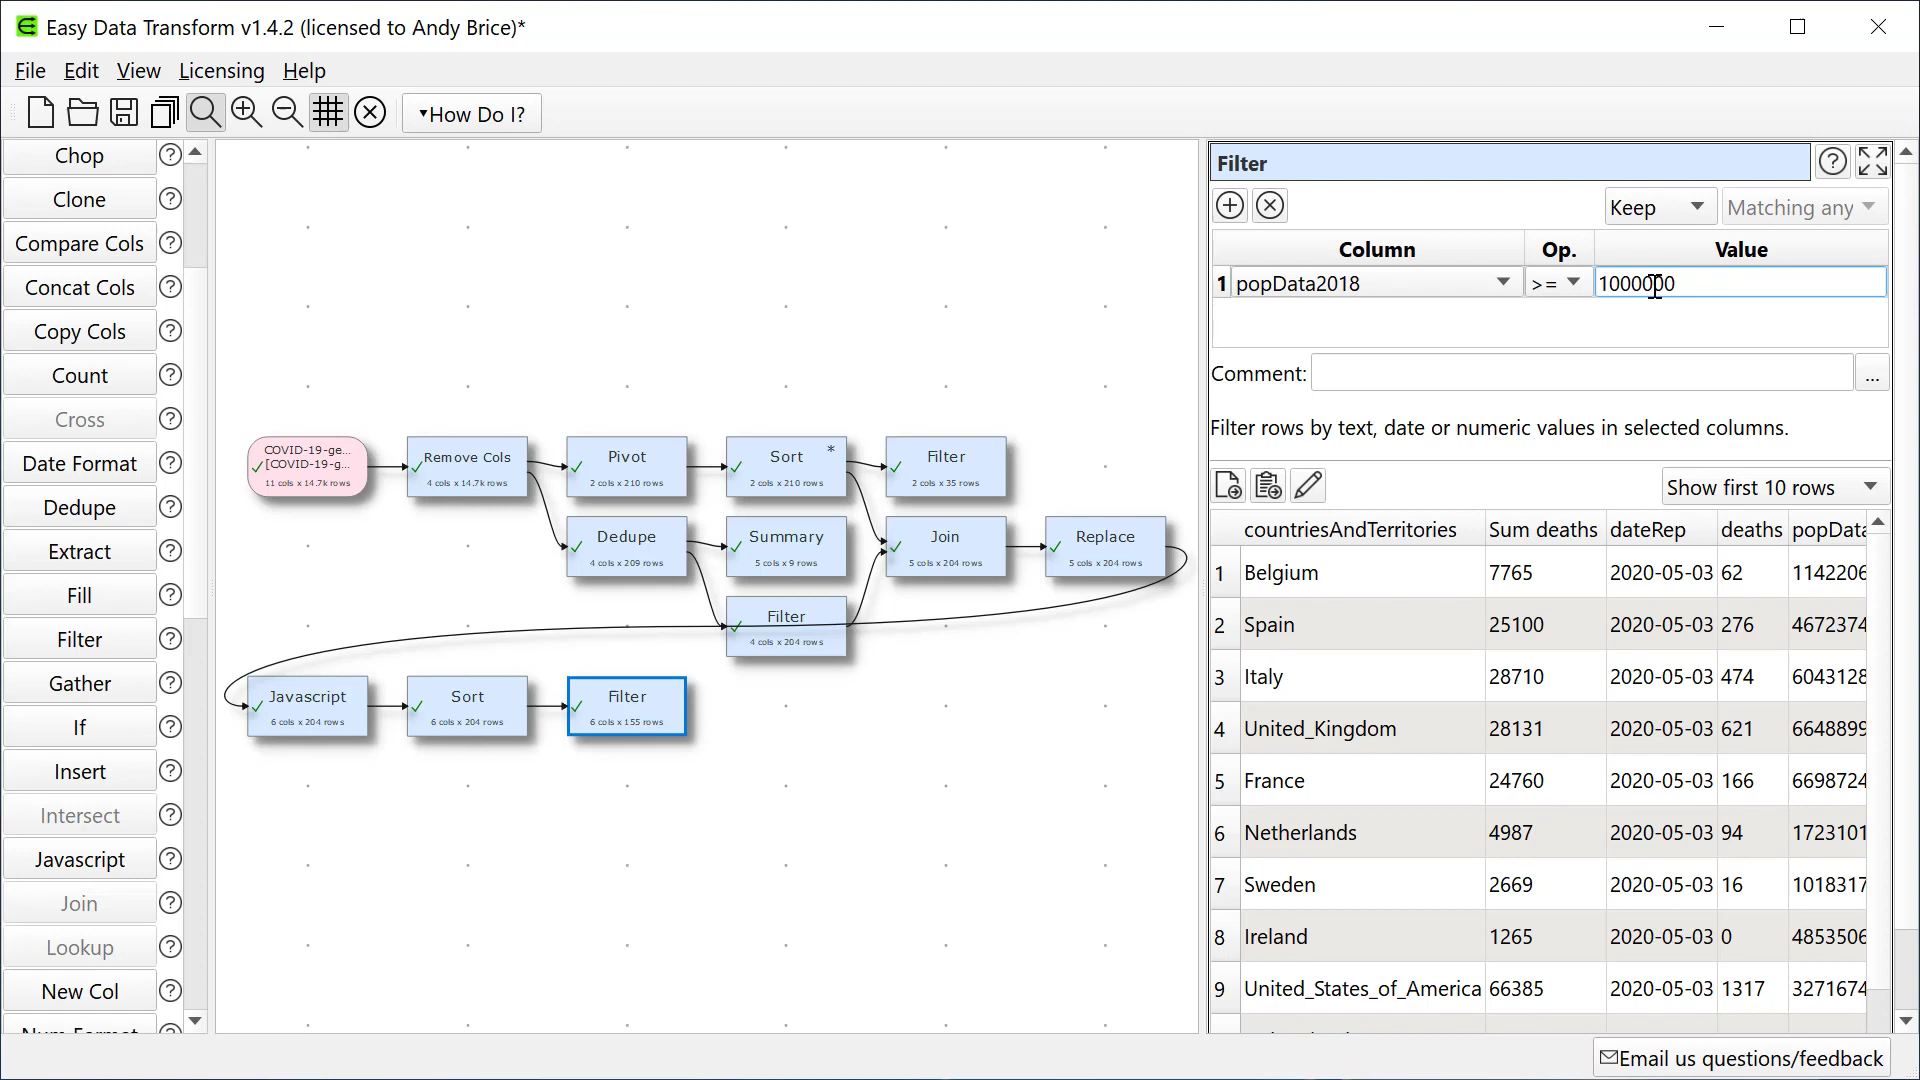 Easy Data Transform v1.4.2 (licensed to Andy Brice)*
File Edit View Licensing Help
How Do I?
Chop
Clone
Compare Cols
Concat Cols
Copy Cols
Count
Cross
Date Format
Dedupe
Extract
Fill
Filter
Gather
If
Insert
Intersect
Javascript
Join
Lookup
New Col
COVID-19-ge...
[COVID-19-g...
11 cols x 14.7k rows
Remove Cols
4 cols x 14.7k rows
Pivot
2 cols x 210 rows
Sort *
2 cols x 210 rows
Filter
2 cols x 35 rows
Dedupe
4 cols x 209 rows
Summary
5 cols x 9 rows
Join
5 cols x 204 rows
Replace
5 cols x 204 rows
Filter
4 cols x 204 rows
Javascript
6 cols x 204 rows
Sort
6 cols x 204 rows
Filter
6 cols x 155 rows
Filter
Keep Matching any
Column Op. Value
1 popData2018 >= 1000000
Comment: ...
Filter rows by text, date or numeric values in selected columns.
Show first 10 rows
countriesAndTerritories Sum deaths dateRep deaths popData
1 Belgium 7765 2020-05-03 62 1142206
2 Spain 25100 2020-05-03 276 4672374
3 Italy 28710 2020-05-03 474 6043128
4 United_Kingdom 28131 2020-05-03 621 6648899
5 France 24760 2020-05-03 166 6698724
6 Netherlands 4987 2020-05-03 94 1723101
7 Sweden 2669 2020-05-03 16 1018317
8 Ireland 1265 2020-05-03 0 4853506
9 United_States_of_America 66385 2020-05-03 1317 3271674
Email us questions/feedback